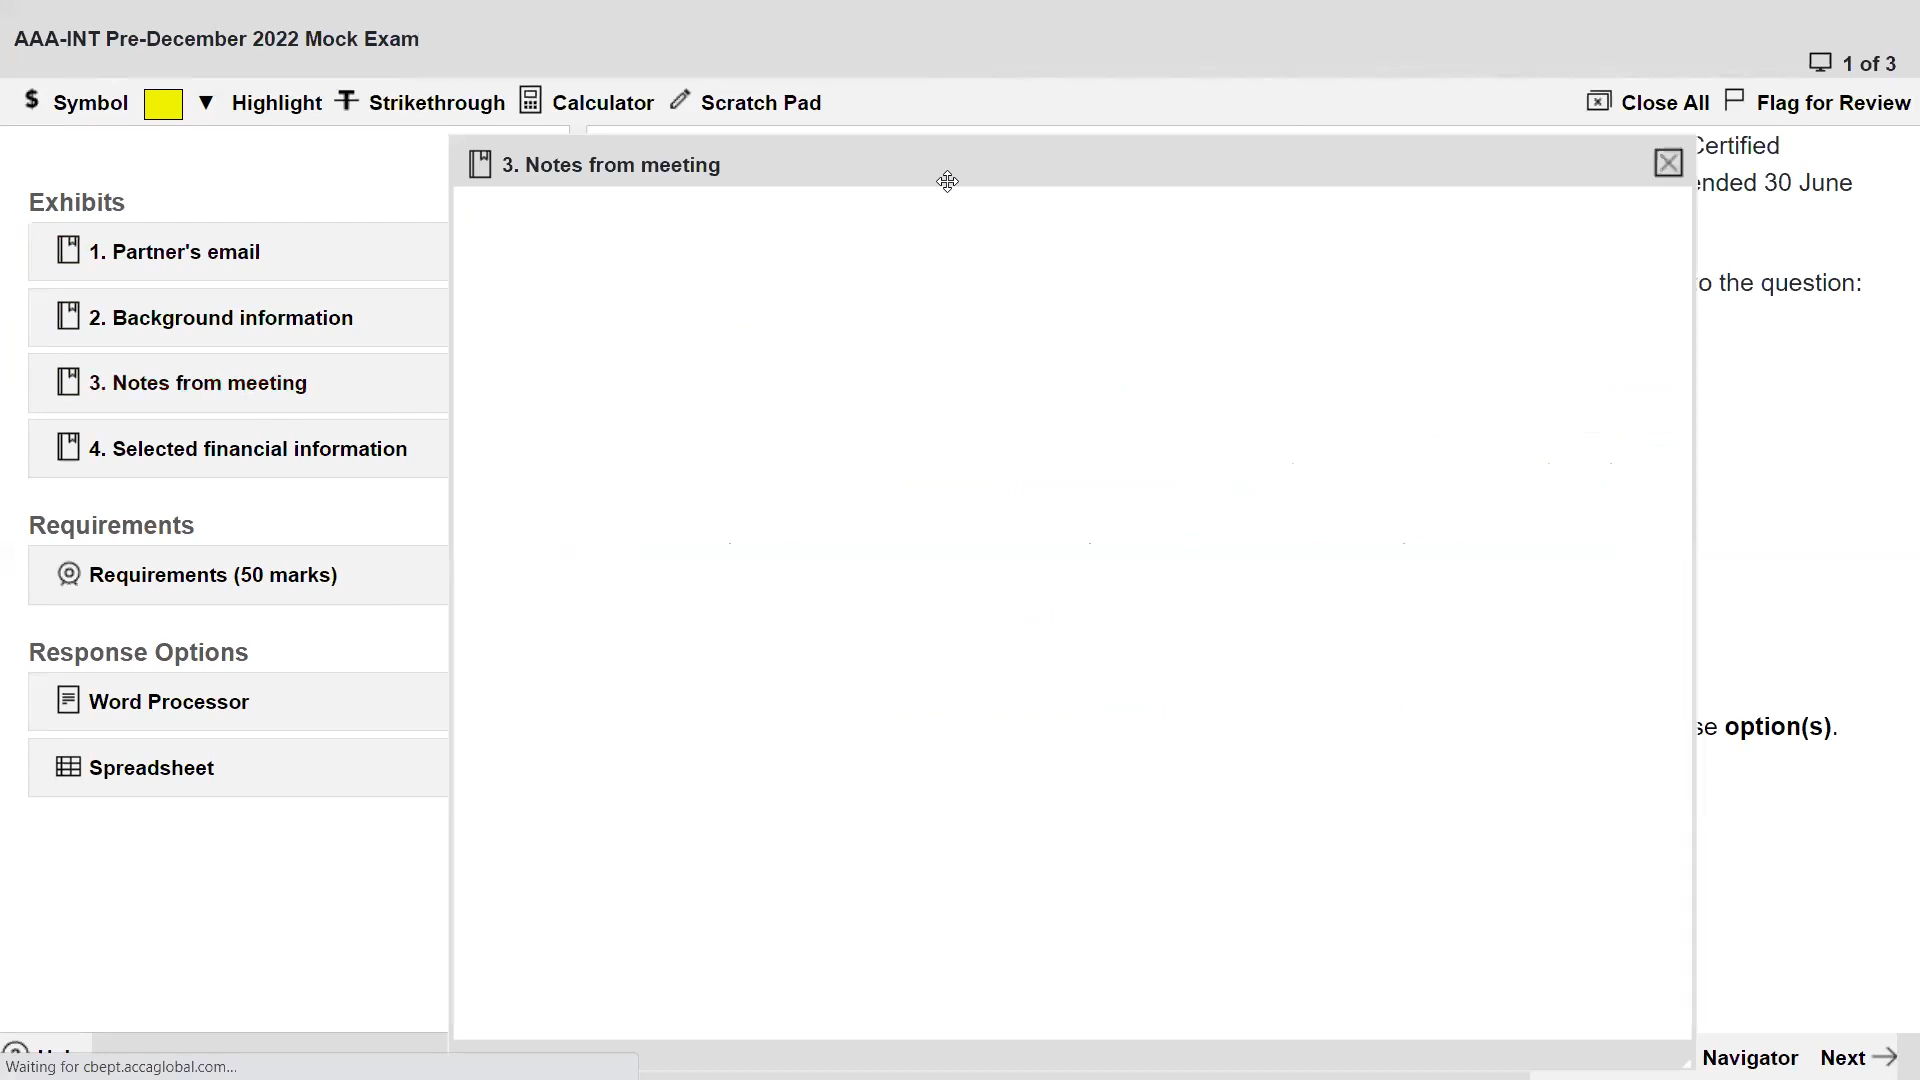 AAA-INT Pre-December 2022 Mock Exam
1 of 3
$ Symbol ▼ Highlight Strikethrough Calculator Scratch Pad Close All Flag for Review
3. Notes from meeting
Certified
ended 30 June
o the question:
option(s).
Exhibits
1. Partner's email
2. Background information
3. Notes from meeting
4. Selected financial information
Requirements
Requirements (50 marks)
Response Options
Word Processor
Spreadsheet
Waiting for cbept.accaglobal.com...
Navigator Next